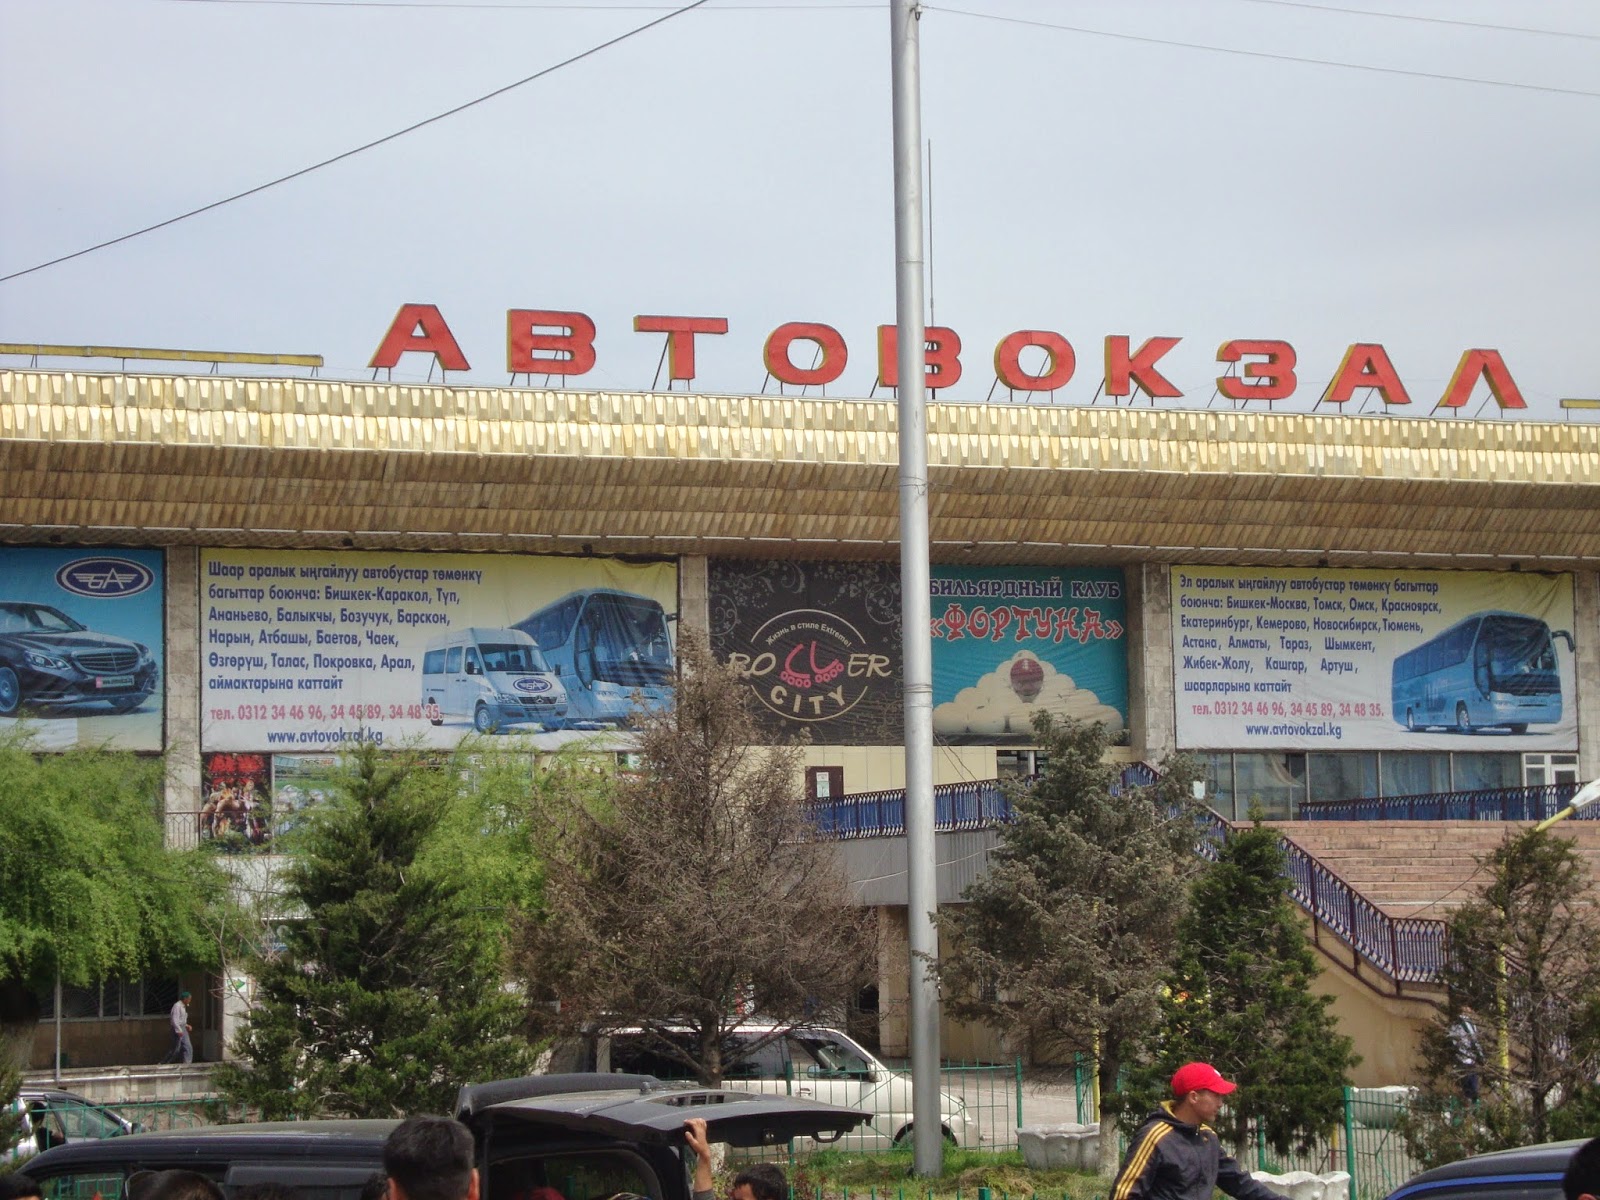 АВТОВОКЗАЛ
БА
Шаар аралык ыңгайлуу автобустар төмөнкү
багыттар боюнча: Бишкек-Каракол, Түп,
Ананьево, Балыкчы, Бозучук, Барскон,
Нарын, Атбашы, Баетов, Чаек,
Өзгөрүш, Талас, Покровка, Арал,
аймактарына каттайт
тел. 0312 34 46 96, 34 45 89, 34 48 35.
www.avtovokzal.kg
БА
Жизнь в стиле Extreme!
ROLLER
CITY
БИЛЬЯРДНЫЙ КЛУБ
«ФОРТУНА»
Эл аралык ыңгайлуу автобустар төмөнкү багыттар
боюнча: Бишкек-Москва, Томск, Омск, Красноярск,
Екатеринбург, Кемерово, Новосибирск, Тюмень,
Астана, Алматы, Тараз, Шымкент,
Жибек-Жолу, Кашгар, Артуш,
шаарларына каттайт
тел. 0312 34 46 96, 34 45 89, 34 48 35.
www.avtovokzal.kg